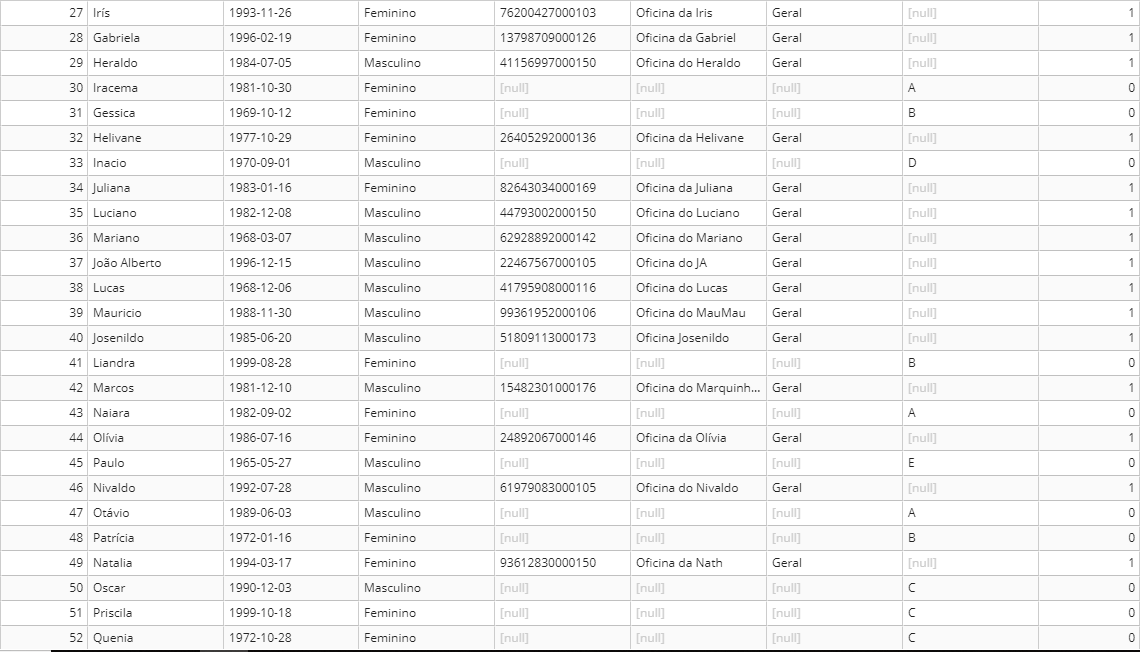 27 Irís 1993-11-26 Feminino 76200427000103 Oficina da Iris Geral [null] 1
28 Gabriela 1996-02-19 Feminino 13798709000126 Oficina da Gabriel Geral [null] 1
29 Heraldo 1984-07-05 Masculino 41156997000150 Oficina do Heraldo Geral [null] 1
30 Iracema 1981-10-30 Feminino [null] [null] [null] A 0
31 Gessica 1969-10-12 Feminino [null] [null] [null] B 0
32 Helivane 1977-10-29 Feminino 26405292000136 Oficina da Helivane Geral [null] 1
33 Inacio 1970-09-01 Masculino [null] [null] [null] D 0
34 Juliana 1983-01-16 Feminino 82643034000169 Oficina da Juliana Geral [null] 1
35 Luciano 1982-12-08 Masculino 44793002000150 Oficina do Luciano Geral [null] 1
36 Mariano 1968-03-07 Masculino 62928892000142 Oficina do Mariano Geral [null] 1
37 João Alberto 1996-12-15 Masculino 22467567000105 Oficina do JA Geral [null] 1
38 Lucas 1968-12-06 Masculino 41795908000116 Oficina do Lucas Geral [null] 1
39 Mauricio 1988-11-30 Masculino 99361952000106 Oficina do MauMau Geral [null] 1
40 Josenildo 1985-06-20 Masculino 51809113000173 Oficina Josenildo Geral [null] 1
41 Liandra 1999-08-28 Feminino [null] [null] [null] B 0
42 Marcos 1981-12-10 Masculino 15482301000176 Oficina do Marquinh... Geral [null] 1
43 Naiara 1982-09-02 Feminino [null] [null] [null] A 0
44 Olívia 1986-07-16 Feminino 24892067000146 Oficina da Olívia Geral [null] 1
45 Paulo 1965-05-27 Masculino [null] [null] [null] E 0
46 Nivaldo 1992-07-28 Masculino 61979083000105 Oficina do Nivaldo Geral [null] 1
47 Otávio 1989-06-03 Masculino [null] [null] [null] A 0
48 Patrícia 1972-01-16 Feminino [null] [null] [null] B 0
49 Natalia 1994-03-17 Feminino 93612830000150 Oficina da Nath Geral [null] 1
50 Oscar 1990-12-03 Masculino [null] [null] [null] C 0
51 Priscila 1999-10-18 Feminino [null] [null] [null] C 0
52 Quenia 1972-10-28 Feminino [null] [null] [null] C 0